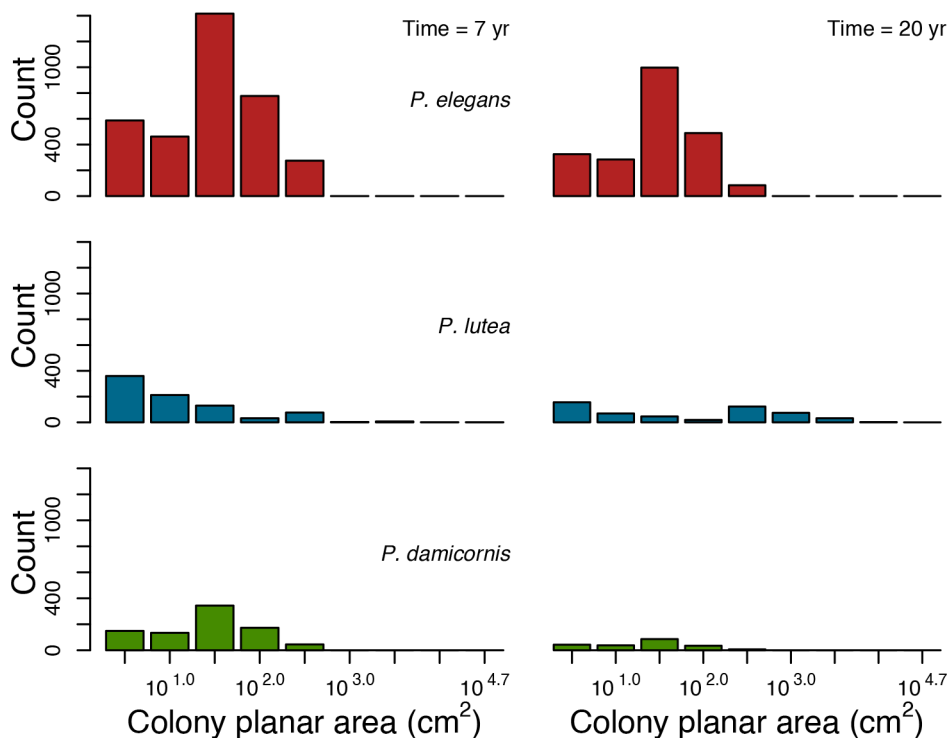 Time = 7 yr
Time = 20 yr
Count
1000
400
0
P. elegans
Count
1000
400
0
P. lutea
Count
1000
400
0
P. damicornis
10^1.0 10^2.0 10^3.0 10^4.7
10^1.0 10^2.0 10^3.0 10^4.7
Colony planar area (cm²)
Colony planar area (cm²)